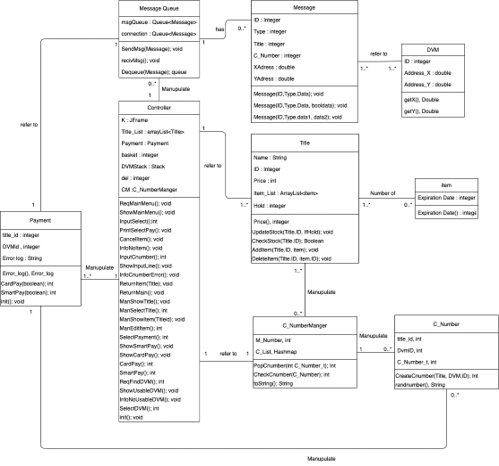 Message Queue
msgQueue : Queue<Message>
connection : Queue<Message>
SendMsg(Message); void
recivMsg(); void
Dequeue(Message); queue
has
1
0..*
Message
ID : Integer
Type : integer
Title : integer
C_Number : integer
XAdress : double
YAdress : double
Message(ID,Type,Data);
Message(ID,Type, Data, booldata);
Message(ID,Type,data1, data2);
refer to
1..*
1..*
DVM
ID : integer
Address_X : double
Address_Y : double
getX(), Double
getY(), Double
1
0..*
Manupulate
1
Controller
K : JFrame
Title_List : arrayList<Title>
Payment : Payment
basket : integer
DVMStack : Stack
del : integer
CM :C_NumberManger
ReqMainMenu(); void
ShowMainMenu(); void
InputSelect();int
PrintSelectPay(); void
CancelItem(); void
InfoNoItem(); void
InputCnumber(); int
ShowInputLine(); void
InfoCnumberError(); void
ReturnItem(Title); void
ReturnMain(); void
ManShowTitle(); void
ManSelectTitle(); int
ManShowItem(TitleId); void
ManEditItem(); int
SelectPayment(); int
ShowSmartPay(); void
ShowCardPay(); void
CardPay(); int
SmartPay(); int
ReqFindDVM(); void
ShowUsableDVM(); void
InfoNoUsableDVM(); void
SelectDVM(); int
init(); void
refer to
1
1
refer to
1..*
Title
Name : String
ID : Integer
Price : int
Item_List : ArrayList<item>
Hold : integer
Price(), integer
UpdateStock(Title.ID, IfHold); void
CheckStock(Title.ID); Boolean
AddItem(Title.ID, item); void
DeleteItem(Title.ID, item.ID); void
Number of
1
0..*
item
Expiration Date : integer
Expiration Date() : integer
Payment
title_id : integer
DVMid , integer
Error log : String
Error_log(), Error_log
CardPay(boolean); int
SmartPay(boolean); int
init(): void
Manupulate
1..*
1
1..*
Manupulate
0..*
C_NumberManger
M_Number, int
C_List, Hashmap
PopCnumber(int C_Number_t); int
CheckCnumber(C_Number); int
toString(); String
1
refer to
1
Manupulate
1
0..*
C_Number
title_id, int
DvmID, int
C_Number_t, int
CreateCnumber(Title, DVM.ID); Int
randnumber(), String
0..*
1
Manupulate